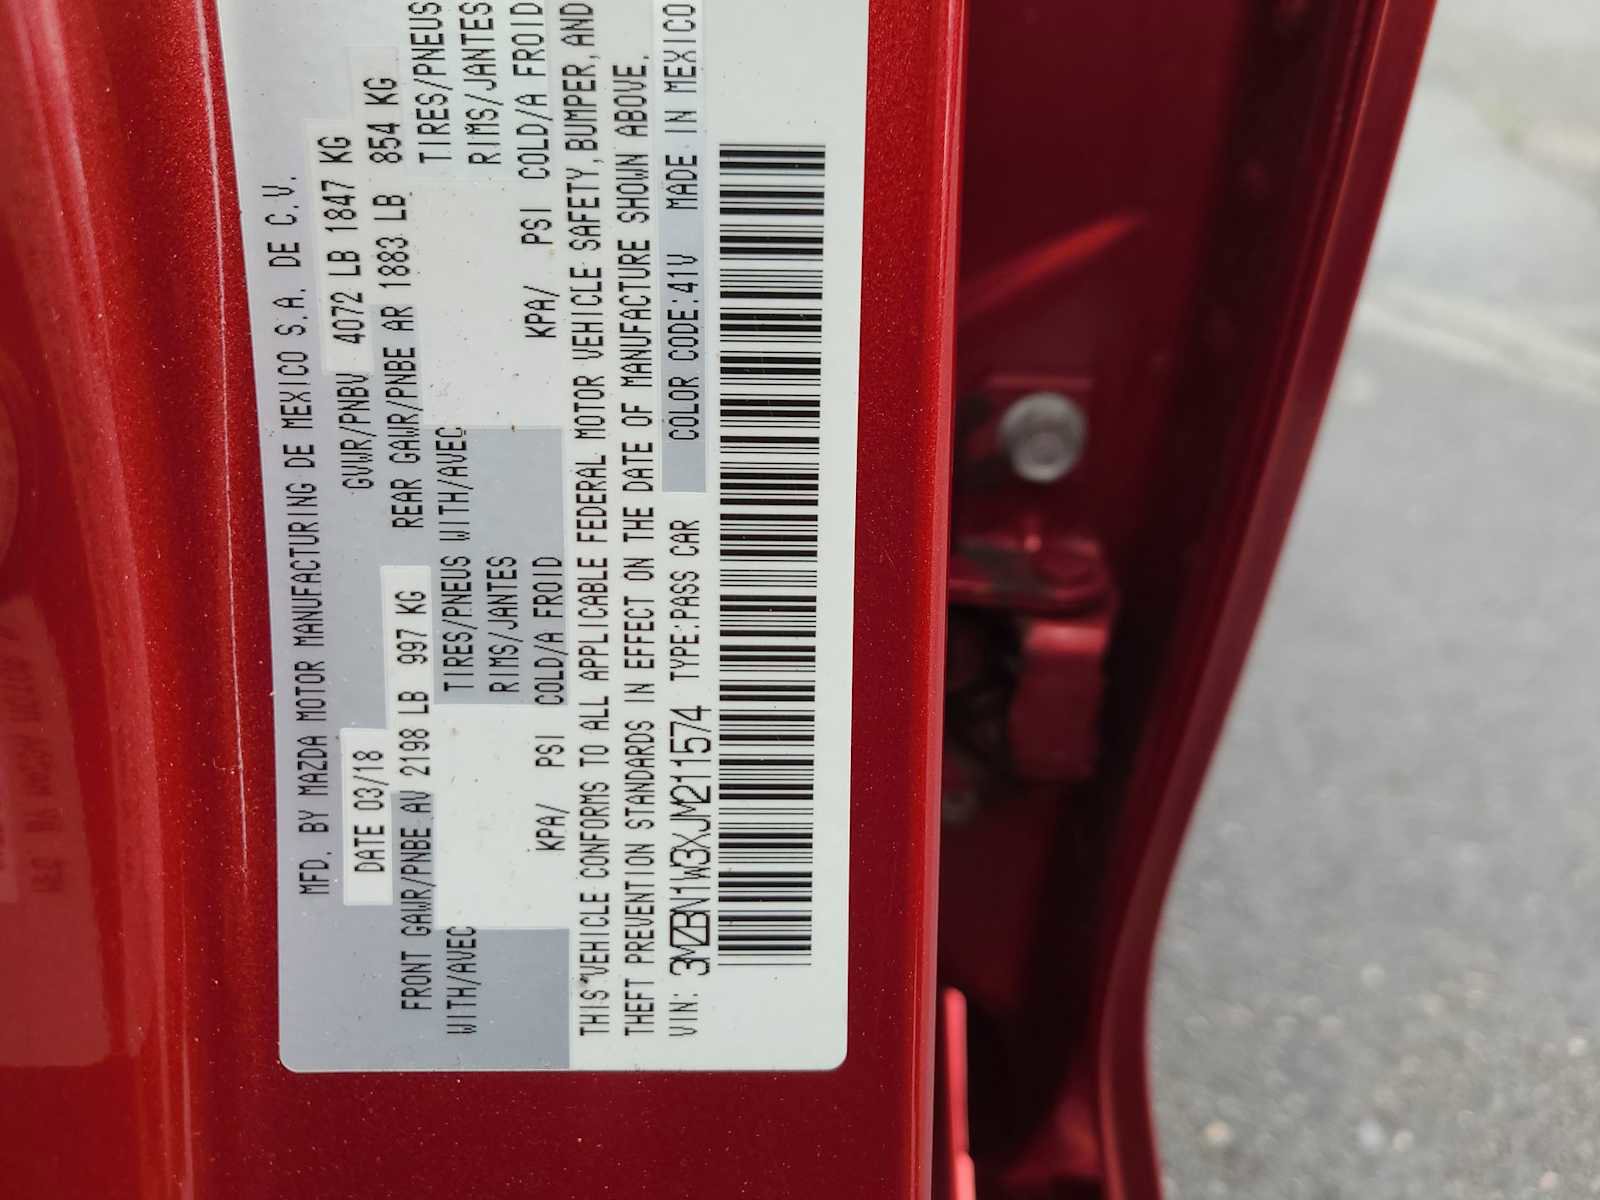 MFD. BY MAZDA MOTOR MANUFACTURING DE MEXICO S.A. DE C.V.
DATE 03/18 GVWR/PNBV 4072 LB 1847 KG
FRONT GAWR/PNBE AV 2198 LB 997 KG REAR GAWR/PNBE AR 1883 LB 854 KG
WITH/AVEC TIRES/PNEUS WITH/AVEC TIRES/PNEUS
RIMS/JANTES RIMS/JANTES
KPA/ PSI COLD/A FROID KPA/ PSI COLD/A FROID
THIS VEHICLE CONFORMS TO ALL APPLICABLE FEDERAL MOTOR VEHICLE SAFETY, BUMPER, AND
THEFT PREVENTION STANDARDS IN EFFECT ON THE DATE OF MANUFACTURE SHOWN ABOVE.
VIN: 3MZBN1W3XJM211574 TYPE:PASS CAR COLOR CODE:41V MADE IN MEXICO